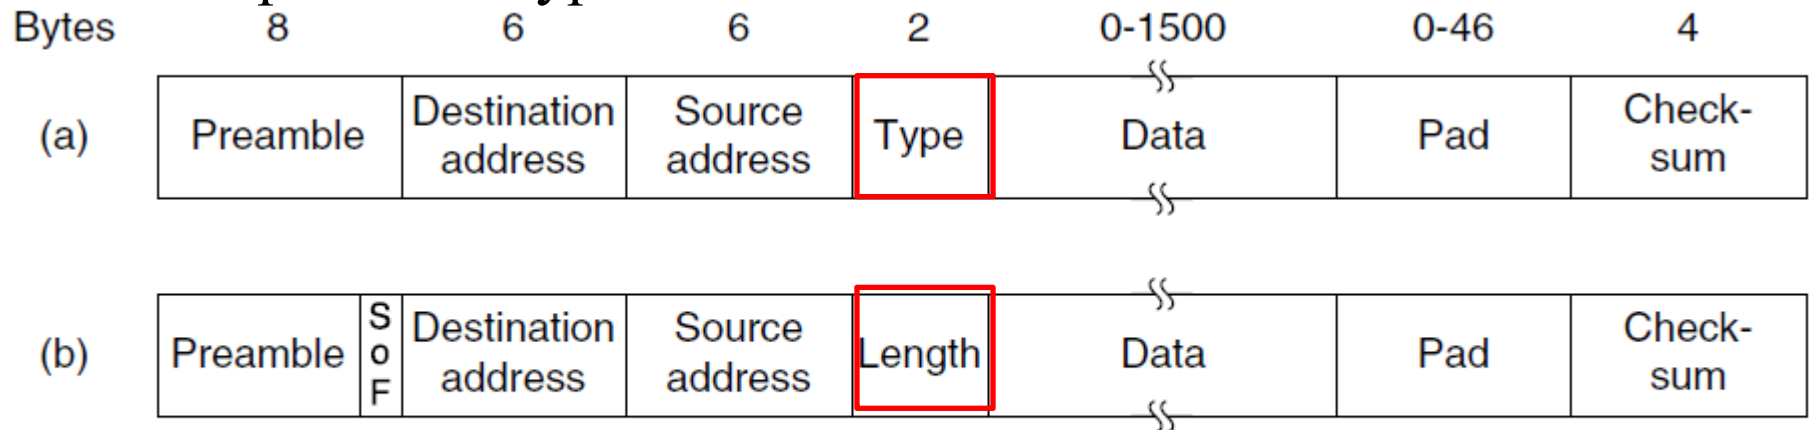 Bytes 8 6 6 2 0-1500 0-46 4
(a) Preamble Destination address Source address Type Data Pad Check-sum
(b) Preamble SoF Destination address Source address Length Data Pad Check-sum